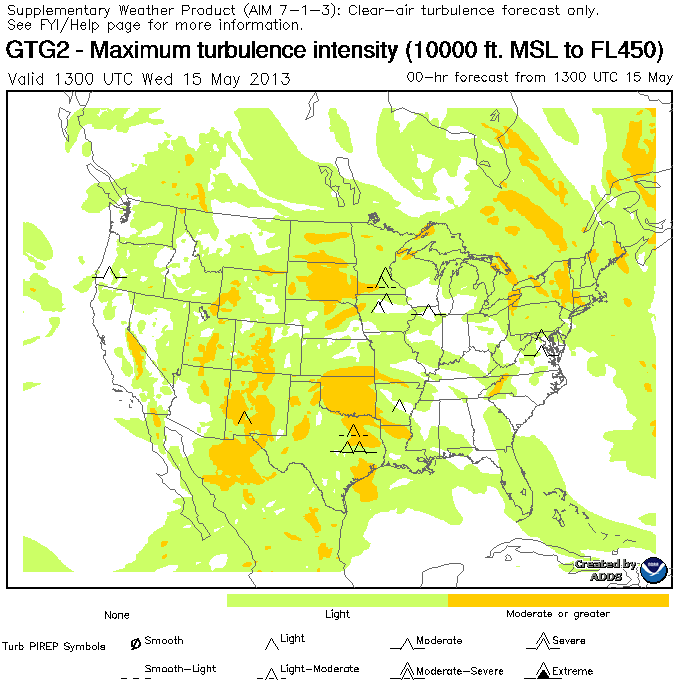 Supplementary Weather Product (AIM 7-1-3): Clear-air turbulence forecast only.
See FYI/Help page for more information.
GTG2 - Maximum turbulence intensity (10000 ft. MSL to FL450)
Valid 1300 UTC Wed 15 May 2013 00-hr forecast from 1300 UTC 15 May
Created by
ADDS
None Light Moderate or greater
Turb PIREP Symbols Smooth Light Moderate Severe
Smooth-Light Light-Moderate Moderate-Severe Extreme